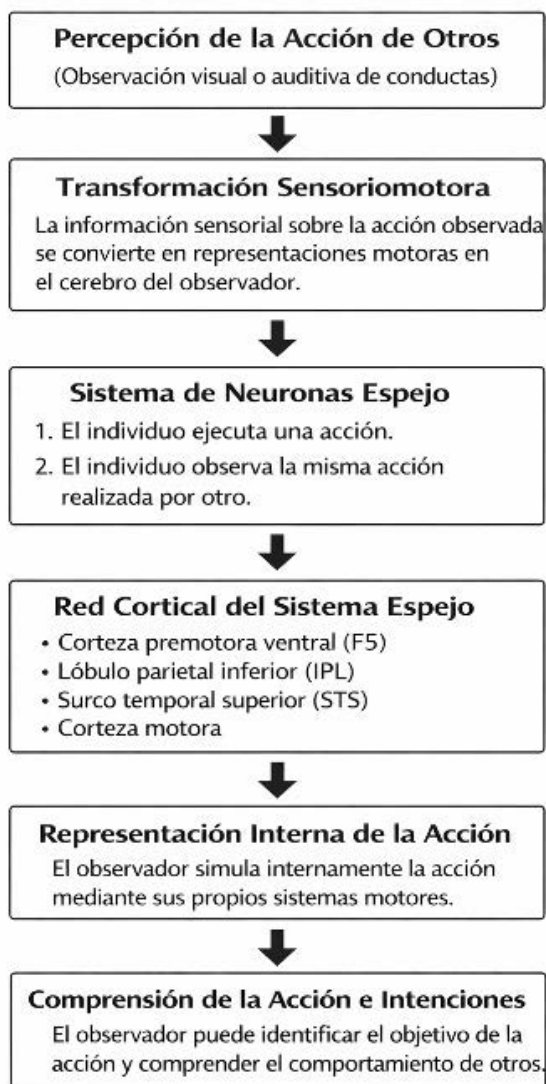 Percepción de la Acción de Otros
(Observación visual o auditiva de conductas)
Transformación Sensoriomotora
La información sensorial sobre la acción observada
se convierte en representaciones motoras en
el cerebro del observador.
Sistema de Neuronas Espejo
1. El individuo ejecuta una acción.
2. El individuo observa la misma acción
realizada por otro.
Red Cortical del Sistema Espejo
• Corteza premotora ventral (F5)
• Lóbulo parietal inferior (IPL)
• Surco temporal superior (STS)
• Corteza motora
Representación Interna de la Acción
El observador simula internamente la acción
mediante sus propios sistemas motores.
Comprensión de la Acción e Intenciones
El observador puede identificar el objetivo de la
acción y comprender el comportamiento de otros.